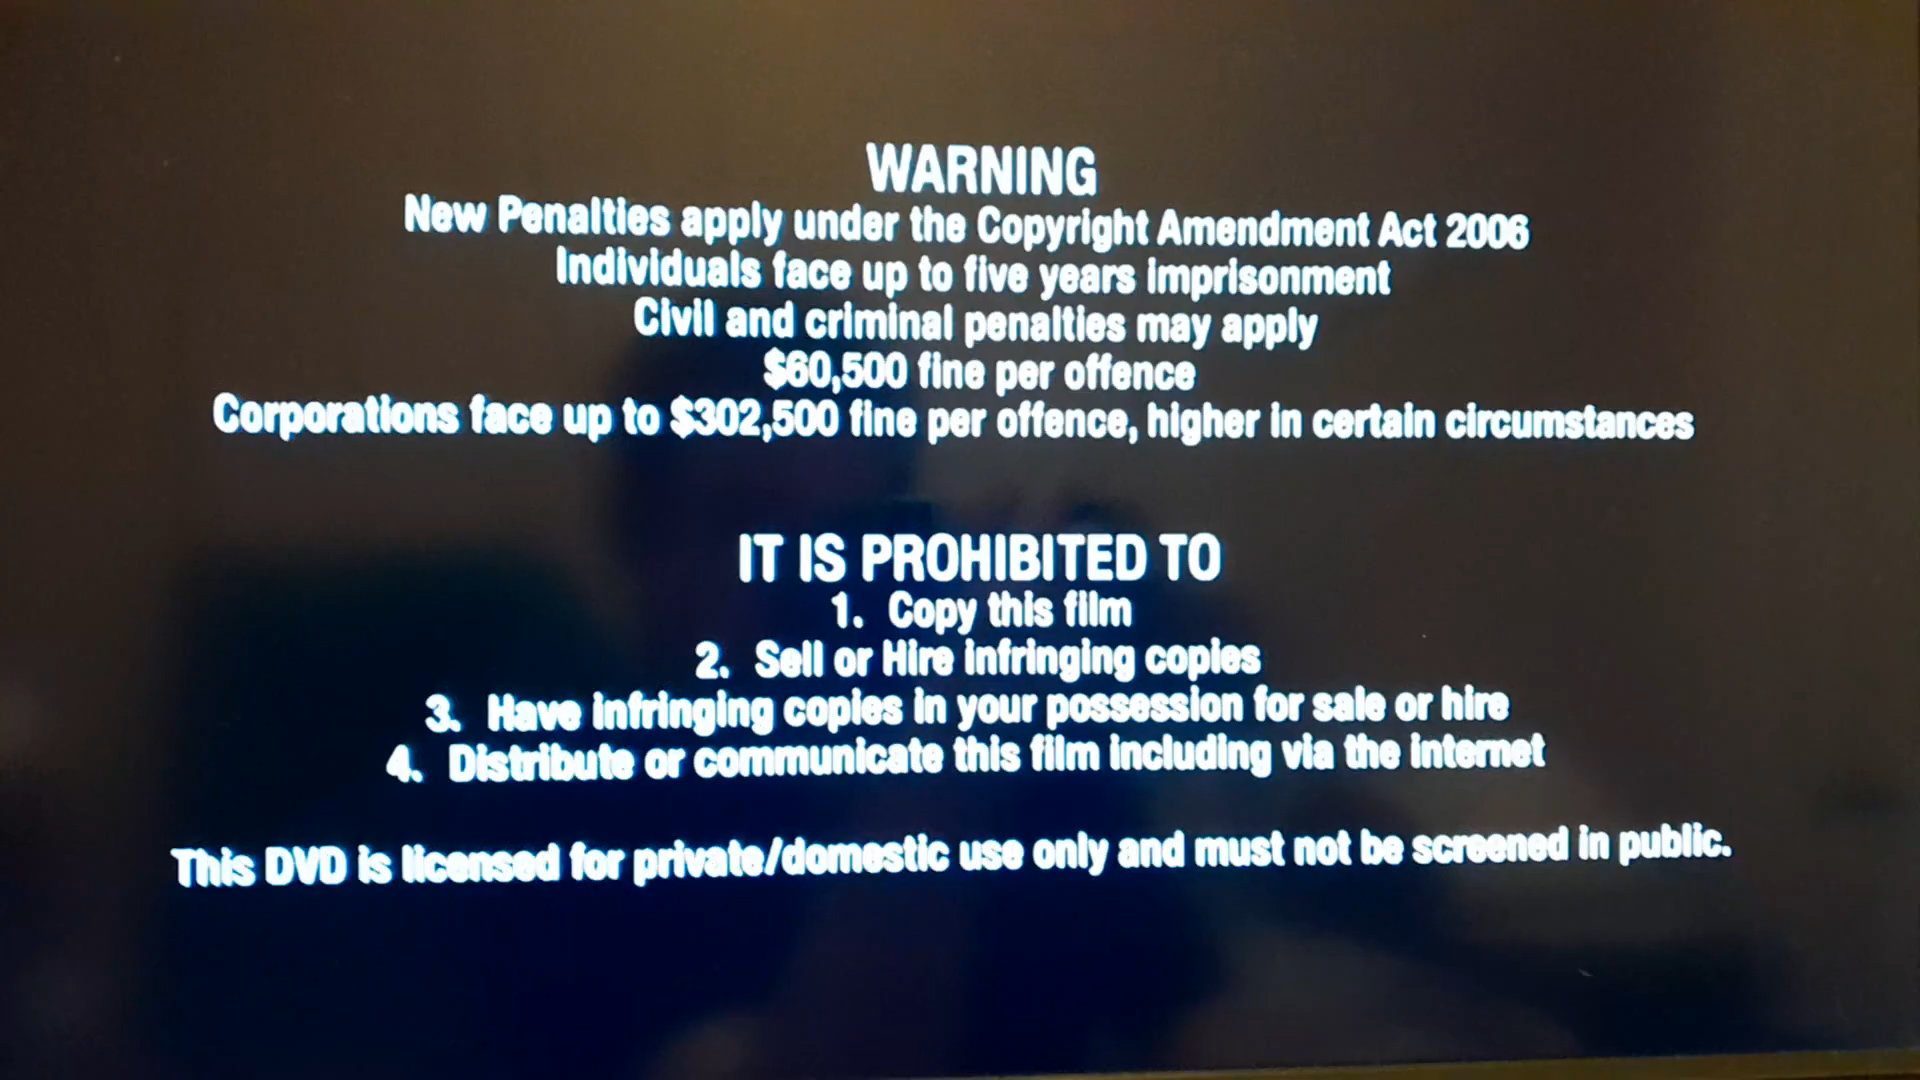 WARNING
New Penalties apply under the Copyright Amendment Act 2006
Individuals face up to five years imprisonment
Civil and criminal penalties may apply
$60,500 fine per offence
Corporations face up to $302,500 fine per offence, higher in certain circumstances
IT IS PROHIBITED TO
1. Copy this film
2. Sell or Hire infringing copies
3. Have infringing copies in your possession for sale or hire
4. Distribute or communicate this film including via the internet
This DVD is licensed for private/domestic use only and must not be screened in public.